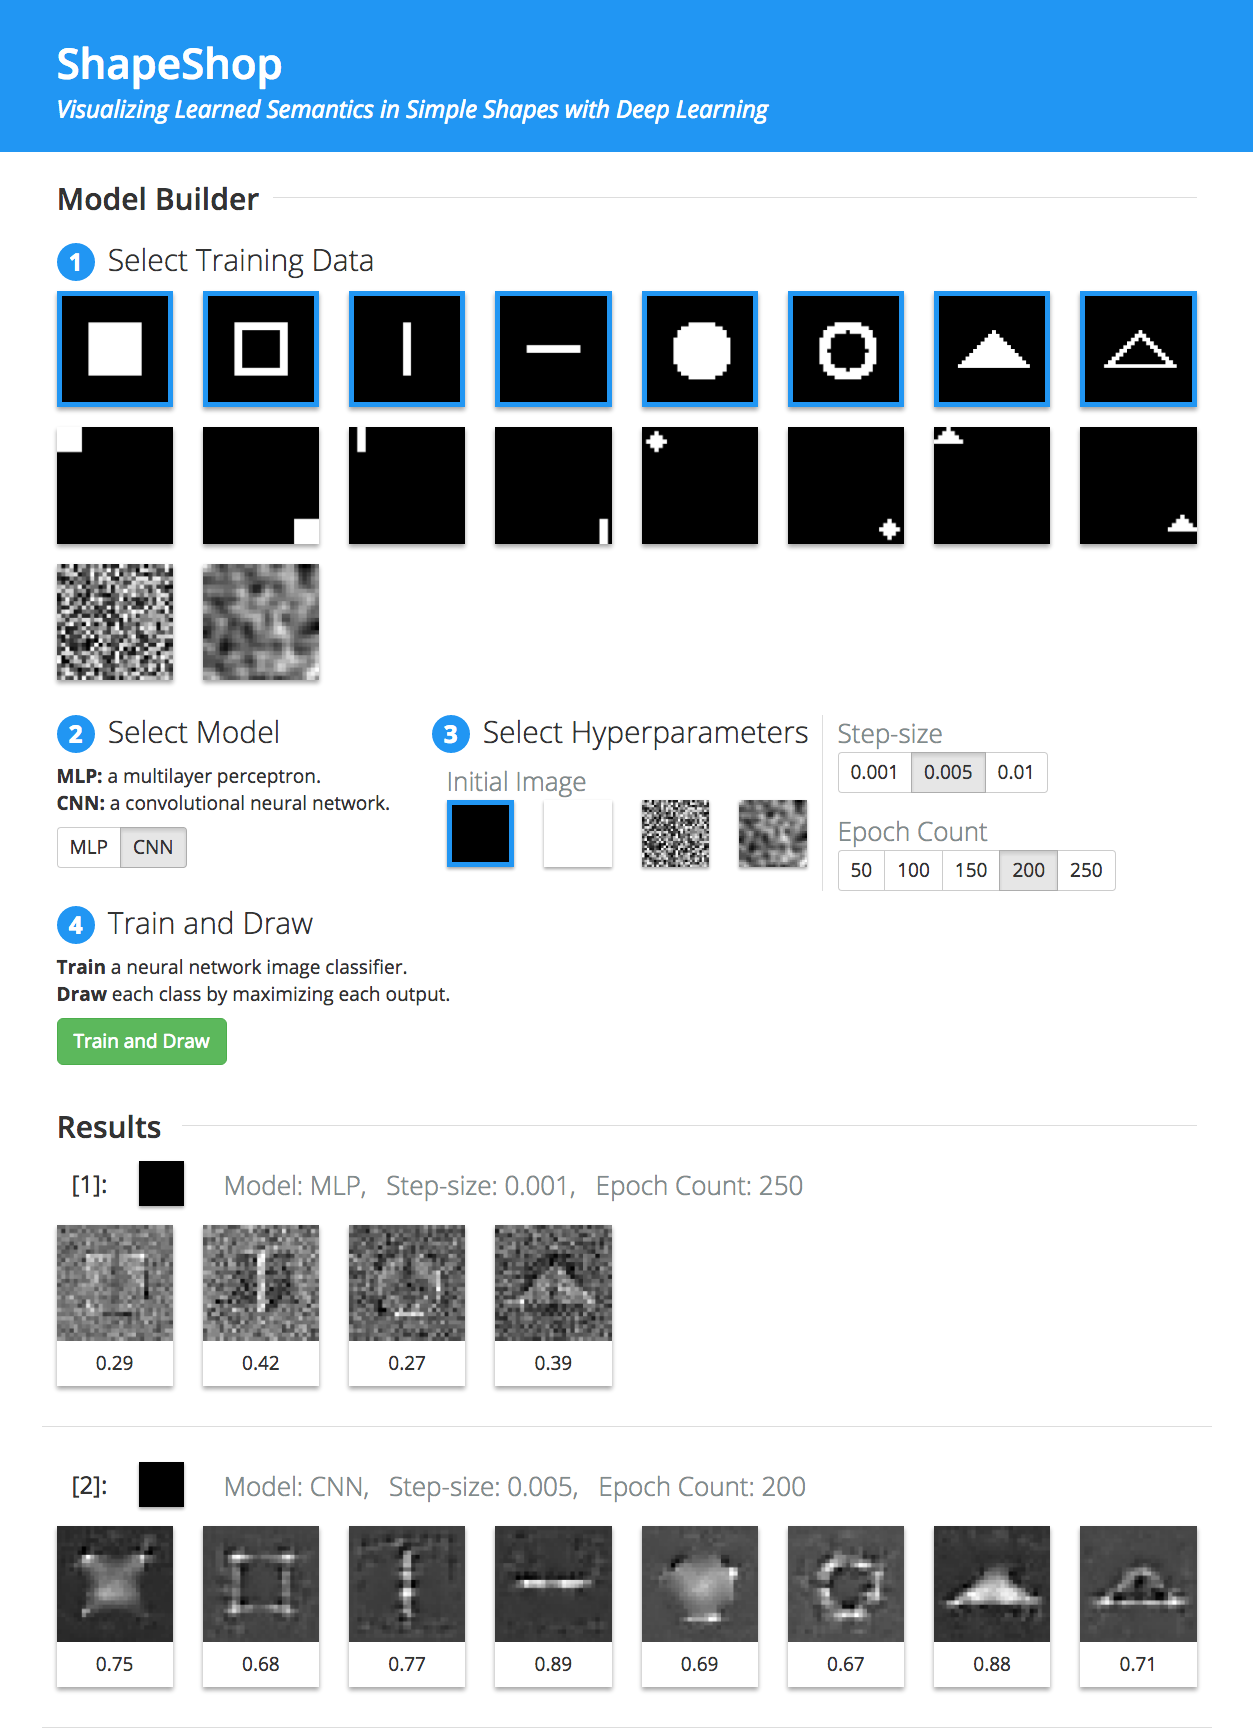 ShapeShop
Visualizing Learned Semantics in Simple Shapes with Deep Learning
Model Builder
1 Select Training Data
2 Select Model
MLP: a multilayer perceptron.
CNN: a convolutional neural network.
MLP CNN
3 Select Hyperparameters
Initial Image
Step-size
0.001 0.005 0.01
Epoch Count
50 100 150 200 250
4 Train and Draw
Train a neural network image classifier.
Draw each class by maximizing each output.
Train and Draw
Results
[1]: Model: MLP, Step-size: 0.001, Epoch Count: 250
0.29 0.42 0.27 0.39
[2]: Model: CNN, Step-size: 0.005, Epoch Count: 200
0.75 0.68 0.77 0.89 0.69 0.67 0.88 0.71